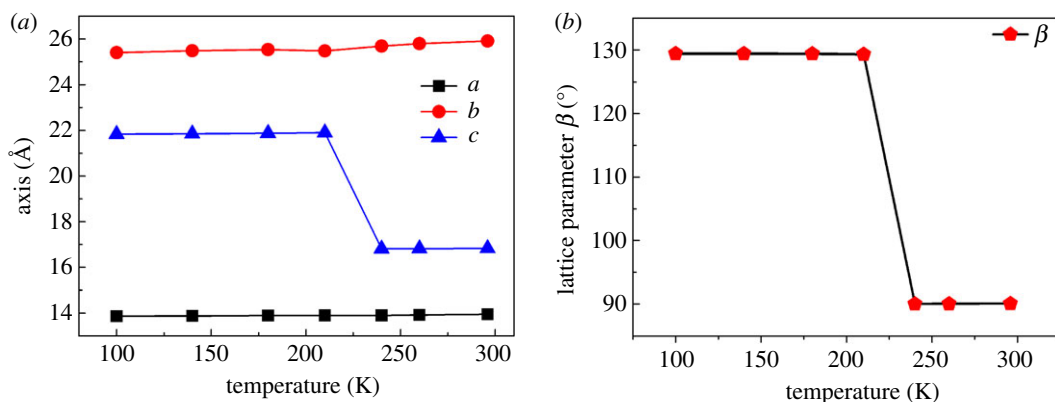 (a)
26
24
22
20
18
16
14
axis (Å)
a
b
c
100 150 200 250 300
temperature (K)
(b)
130
120
110
100
90
lattice parameter β (°)
β
100 150 200 250 300
temperature (K)